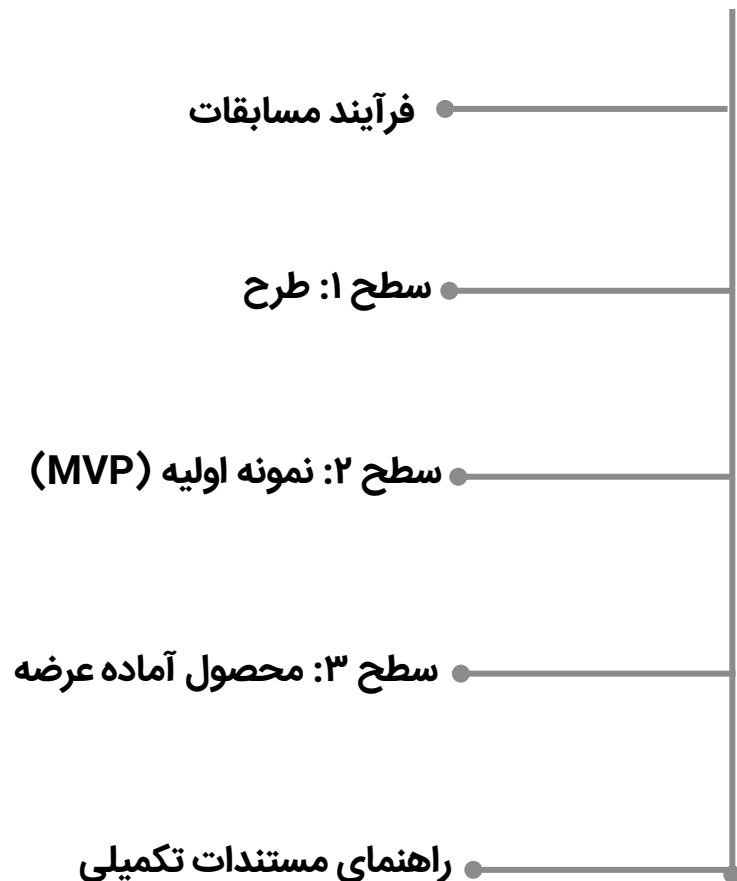 فرآیند مسابقات
سطح ۱: طرح
سطح ۲: نمونه اولیه (MVP)
سطح ۳: محصول آماده عرضه
راهنمای مستندات تکمیلی